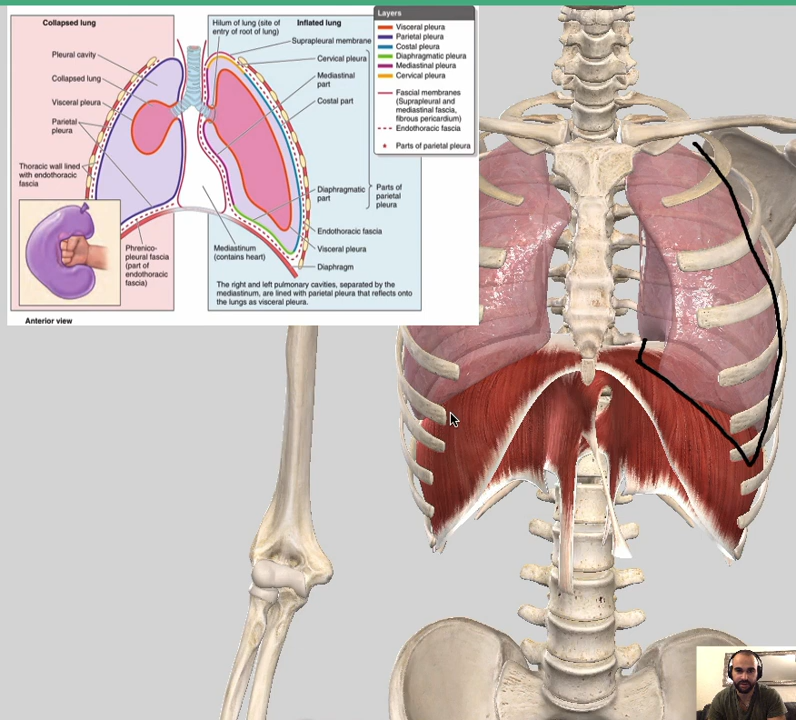 Collapsed lung
Hilum of lung (site of
entry of root of lung)
Inflated lung
Pleural cavity
Collapsed lung
Visceral pleura
Parietal
pleura
Thoracic wall lined
with endothoracic
fascia
Phrenico-
pleural fascia
(part of
endothoracic
fascia)
Suprapleural membrane
Cervical pleura
Mediastinal
part
Costal part
Diaphragmatic
part
Parts of
parietal
pleura
Endothoracic fascia
Visceral pleura
Diaphragm
Mediastinum
(contains heart)
The right and left pulmonary cavities, separated by the
mediastinum, are lined with parietal pleura that reflects onto
the lungs as visceral pleura.
Anterior view
Layers
Visceral pleura
Parietal pleura
Costal pleura
Diaphragmatic pleura
Mediastinal pleura
Cervical pleura
Fascial membranes
(Suprapleural and
mediastinal fascia,
fibrous pericardium)
Endothoracic fascia
Parts of parietal pleura